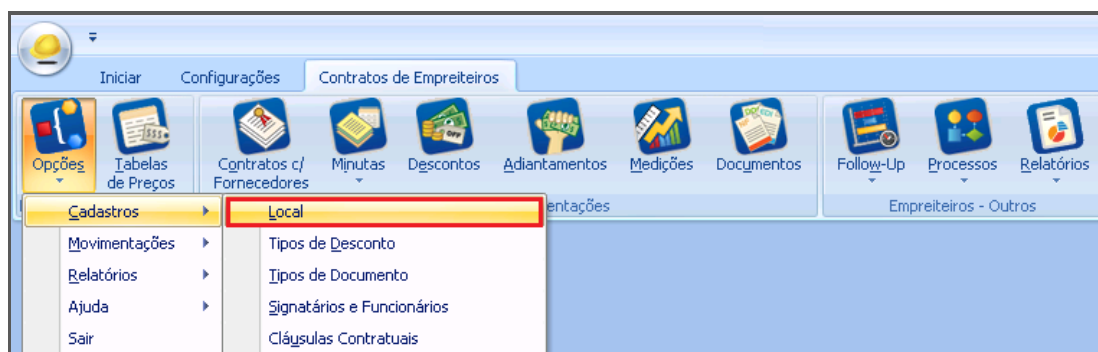 Iniciar Configurações Contratos de Empreiteiros
Opções Tabelas de Preços Contratos c/ Fornecedores Minutas Descontos Adiantamentos Medições Documentos Follow-Up Processos Relatórios
entações Empreiteiros - Outros
Cadastros Local
Movimentações Tipos de Desconto
Relatórios Tipos de Documento
Ajuda Signatários e Funcionários
Sair Cláusulas Contratuais